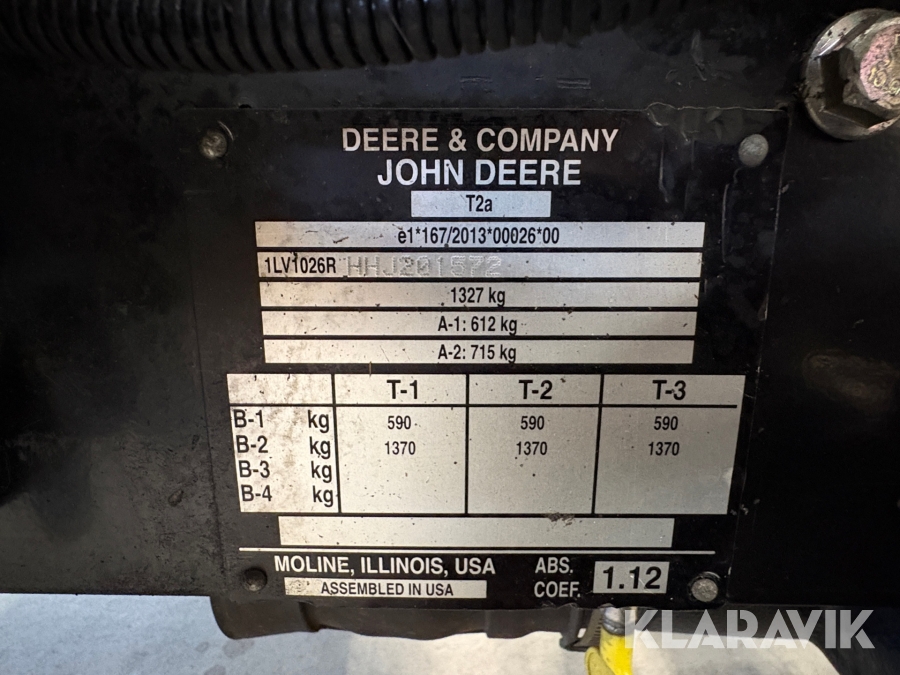 DEERE & COMPANY
JOHN DEERE
T2a
e1*167/2013*00026*00
1LV1026R HHJ201572
1327 kg
A-1: 612 kg
A-2: 715 kg
T-1 T-2 T-3
B-1 kg 590 590 590
B-2 kg 1370 1370 1370
B-3 kg
B-4 kg
MOLINE, ILLINOIS, USA ABS.
ASSEMBLED IN USA COEF. 1.12
KLARAVIK